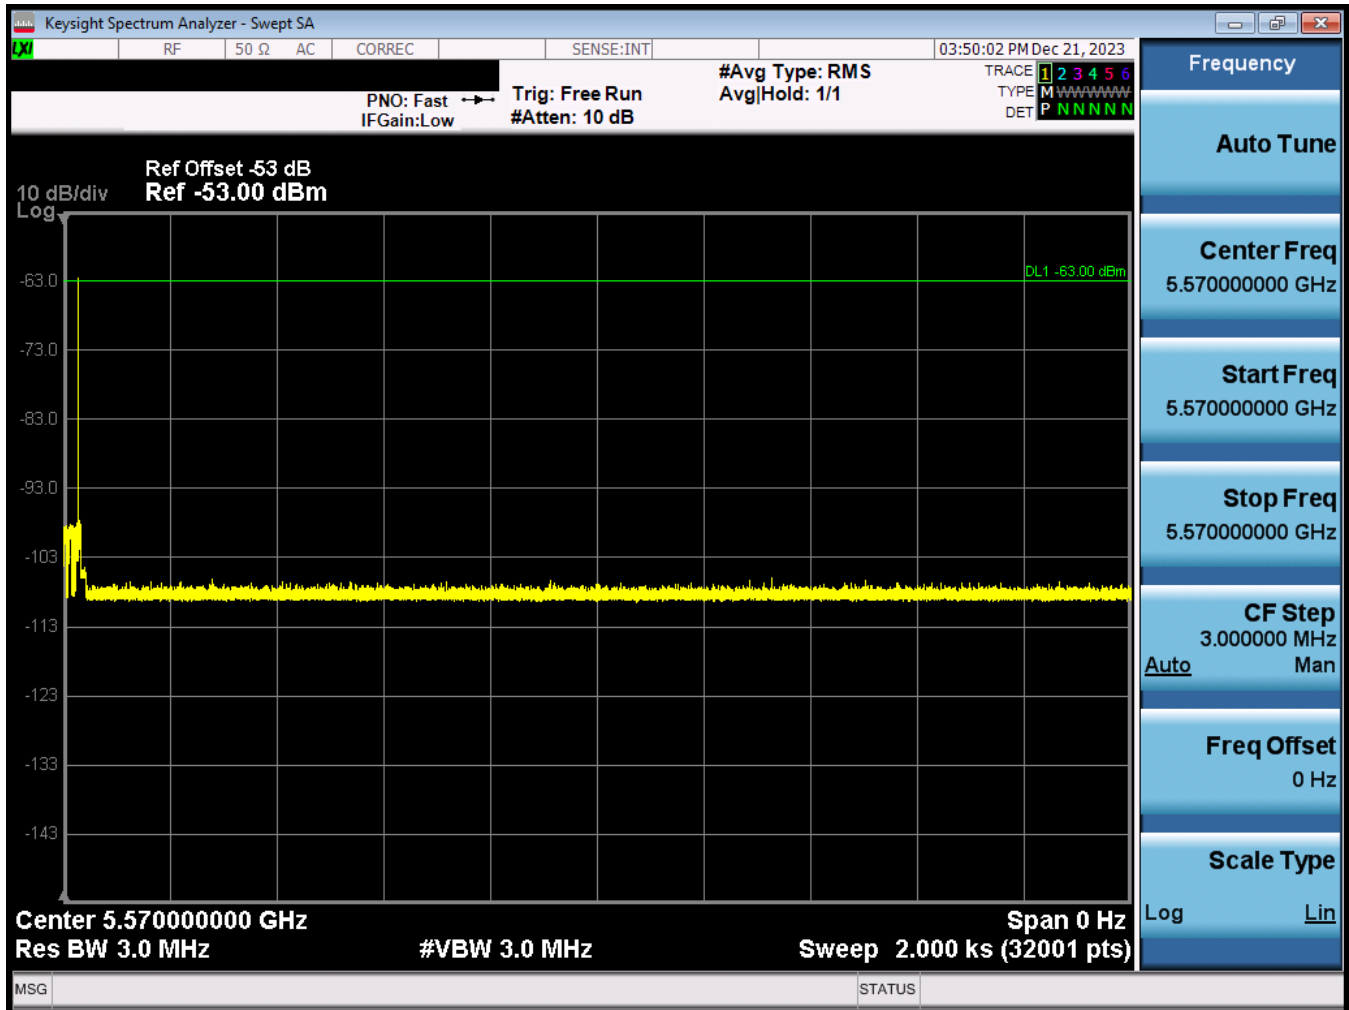 Keysight Spectrum Analyzer - Swept SA
LXI RF 50 Ω AC CORREC SENSE:INT 03:50:02 PM Dec 21, 2023
PNO: Fast
IFGain:Low
Trig: Free Run
#Atten: 10 dB
#Avg Type: RMS
Avg|Hold: 1/1
TRACE 1 2 3 4 5 6
TYPE M WWWWW
DET P N N N N N
10 dB/div
Log
Ref Offset -53 dB
Ref -53.00 dBm
DL1 -63.00 dBm
-63.0
-73.0
-83.0
-93.0
-103
-113
-123
-133
-143
Center 5.570000000 GHz
Span 0 Hz
Res BW 3.0 MHz
#VBW 3.0 MHz
Sweep 2.000 ks (32001 pts)
MSG
STATUS
Frequency
Auto Tune
Center Freq
5.570000000 GHz
Start Freq
5.570000000 GHz
Stop Freq
5.570000000 GHz
CF Step
3.000000 MHz
Auto Man
Freq Offset
0 Hz
Scale Type
Log Lin